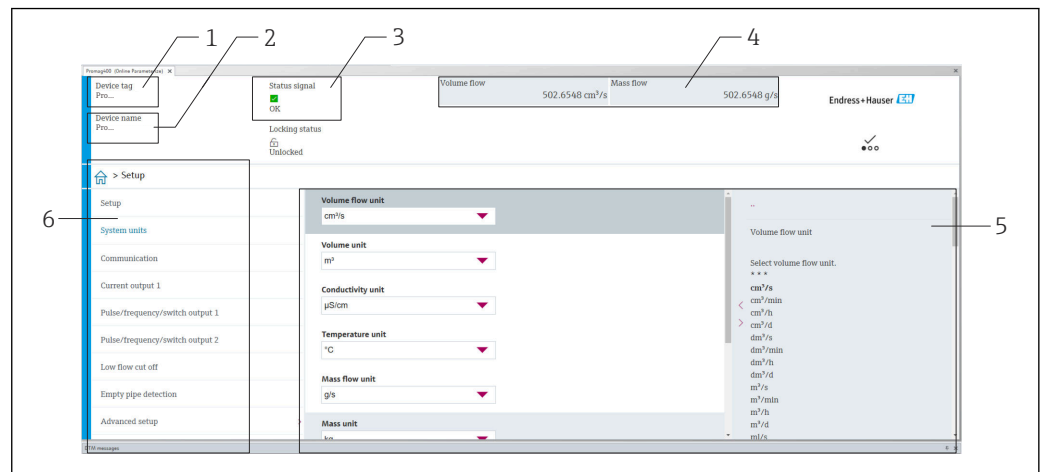 1
2
3
4
Promag400 (Online Parameterize) ×
Device tag
Pro...
Status signal
OK
Volume flow
502.6548 cm³/s
Mass flow
502.6548 g/s
Endress+Hauser EH
Device name
Pro...
Locking status
Unlocked
> Setup
6
5
Setup
System units
Communication
Current output 1
Pulse/frequency/switch output 1
Pulse/frequency/switch output 2
Low flow cut off
Empty pipe detection
Advanced setup >
Volume flow unit
cm³/s
Volume unit
m³
Conductivity unit
µS/cm
Temperature unit
°C
Mass flow unit
g/s
Mass unit
kg
..
Volume flow unit
Select volume flow unit.
* * *
cm³/s
cm³/min
cm³/h
cm³/d
dm³/s
dm³/min
dm³/h
dm³/d
m³/s
m³/min
m³/h
m³/d
ml/s
DTM messages